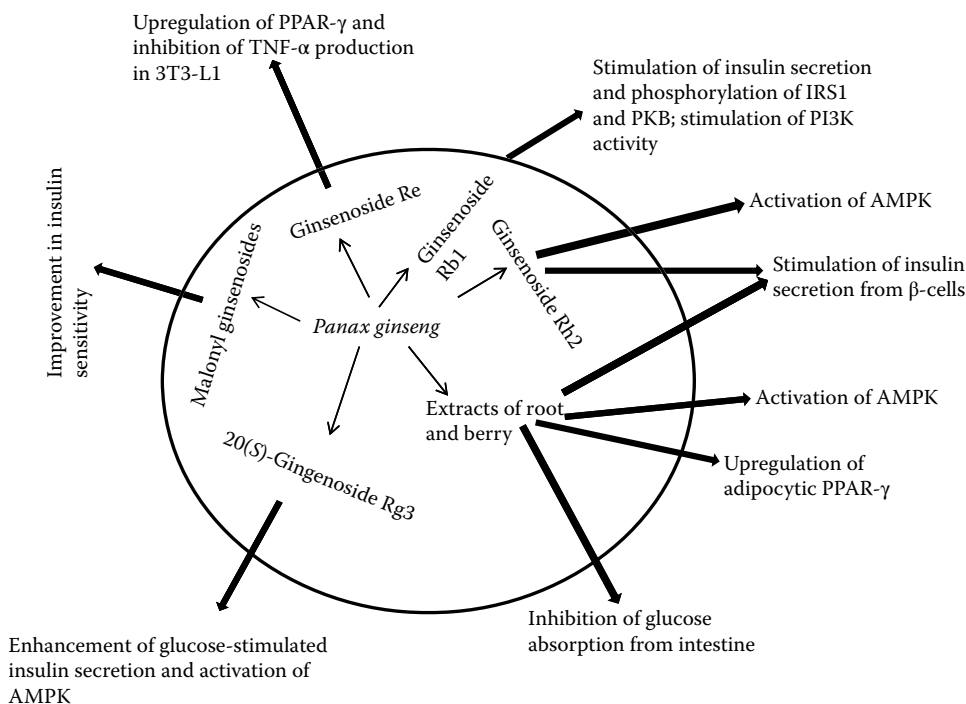 Upregulation of PPAR-γ and
inhibition of TNF-α production
in 3T3-L1
Stimulation of insulin secretion
and phosphorylation of IRS1
and PKB; stimulation of PI3K
activity
Improvement in insulin
sensitivity
Malonyl ginsenosides
Ginsenoside Re
Ginsenoside
Rb1
Ginsenoside Rh2
Activation of AMPK
Stimulation of insulin
secretion from β-cells
Panax ginseng
Extracts of root
and berry
Activation of AMPK
Upregulation of
adipocytic PPAR-γ
20(S)-Gingenoside Rg3
Inhibition of glucose
absorption from intestine
Enhancement of glucose-stimulated
insulin secretion and activation of
AMPK